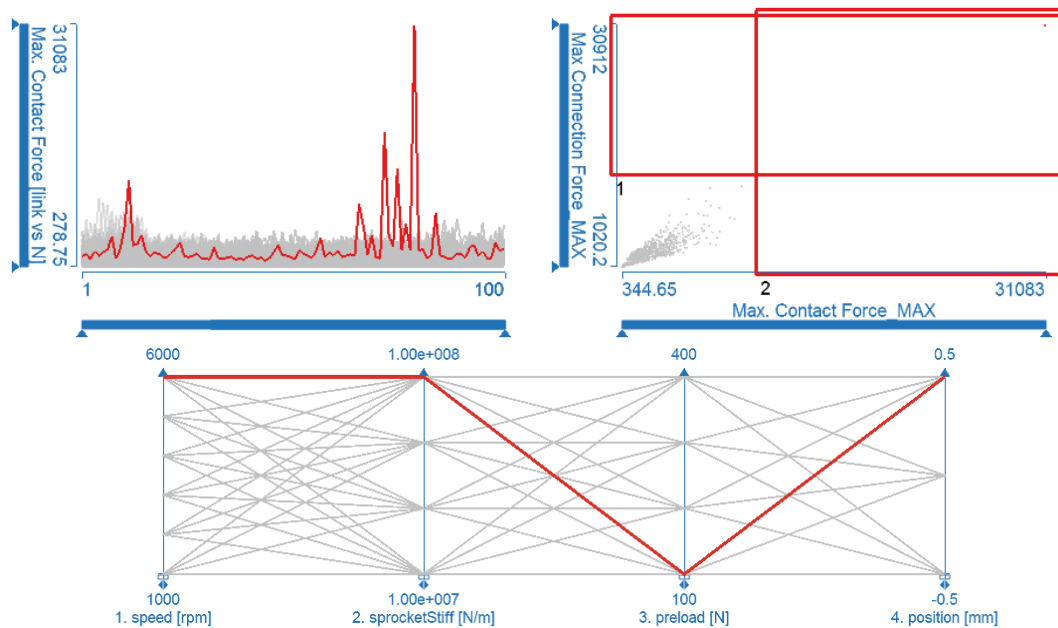 31083
Max. Contact Force [link vs N]
278.75
1
100
30912
Max Connection Force_MAX
1020.2
1
344.65
2
31083
Max. Contact Force_MAX
6000
1.00e+008
400
0.5
1000
1.00e+007
100
-0.5
1. speed [rpm]
2. sprocketStiff [N/m]
3. preload [N]
4. position [mm]